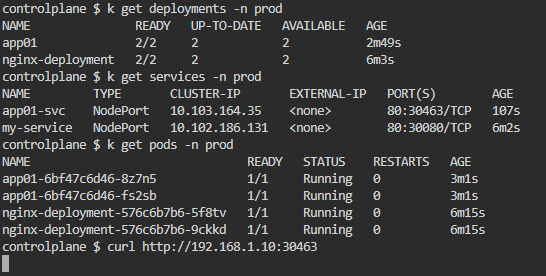 controlplane $ k get deployments -n prod
NAME READY UP-TO-DATE AVAILABLE AGE
app01 2/2 2 2 2m49s
nginx-deployment 2/2 2 2 6m3s
controlplane $ k get services -n prod
NAME TYPE CLUSTER-IP EXTERNAL-IP PORT(S) AGE
app01-svc NodePort 10.103.164.35 <none> 80:30463/TCP 107s
my-service NodePort 10.102.186.131 <none> 80:30080/TCP 6m2s
controlplane $ k get pods -n prod
NAME READY STATUS RESTARTS AGE
app01-6bf47c6d46-8z7n5 1/1 Running 0 3m1s
app01-6bf47c6d46-fs2sb 1/1 Running 0 3m1s
nginx-deployment-576c6b7b6-5f8tv 1/1 Running 0 6m15s
nginx-deployment-576c6b7b6-9ckkd 1/1 Running 0 6m15s
controlplane $ curl http://192.168.1.10:30463